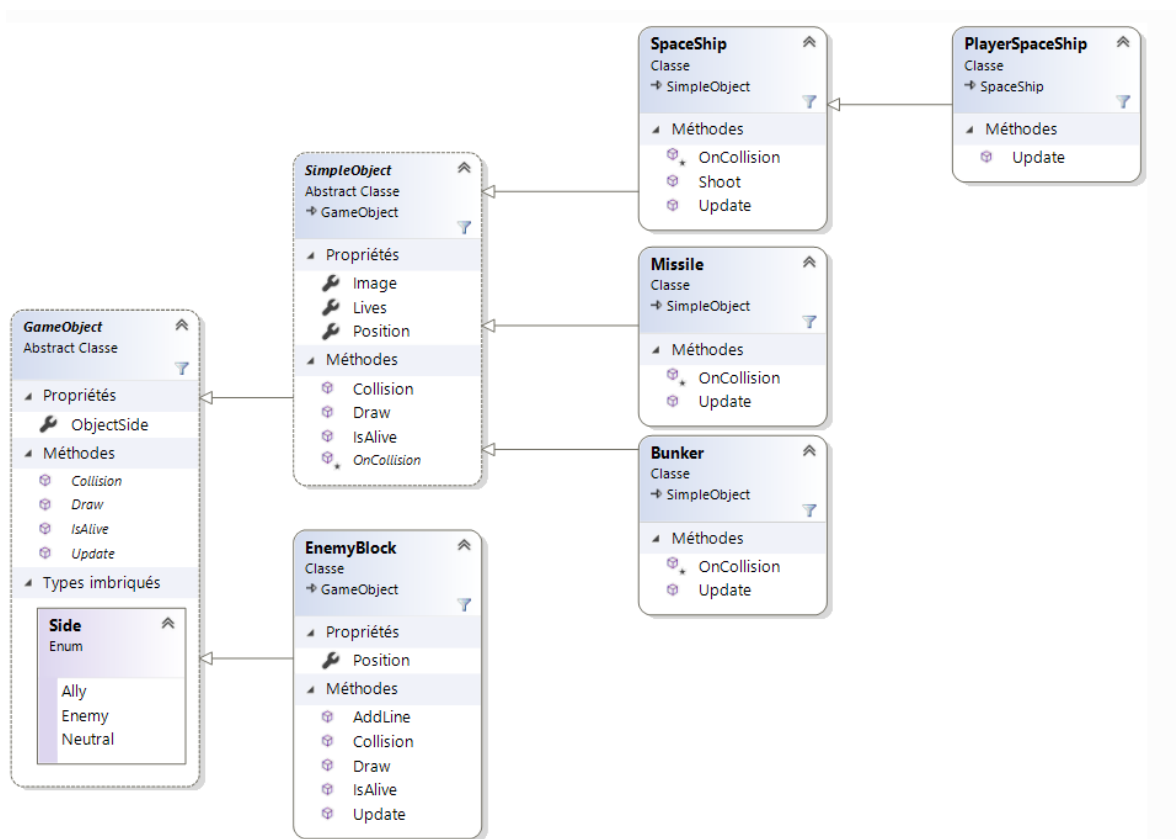 GameObject
Abstract Classe
Propriétés
ObjectSide
Méthodes
Collision
Draw
IsAlive
Update
Types imbriqués
Side
Enum
Ally
Enemy
Neutral
SimpleObject
Abstract Classe
GameObject
Propriétés
Image
Lives
Position
Méthodes
Collision
Draw
IsAlive
OnCollision
EnemyBlock
Classe
GameObject
Propriétés
Position
Méthodes
AddLine
Collision
Draw
IsAlive
Update
SpaceShip
Classe
SimpleObject
Méthodes
OnCollision
Shoot
Update
Missile
Classe
SimpleObject
Méthodes
OnCollision
Update
Bunker
Classe
SimpleObject
Méthodes
OnCollision
Update
PlayerSpaceShip
Classe
SpaceShip
Méthodes
Update